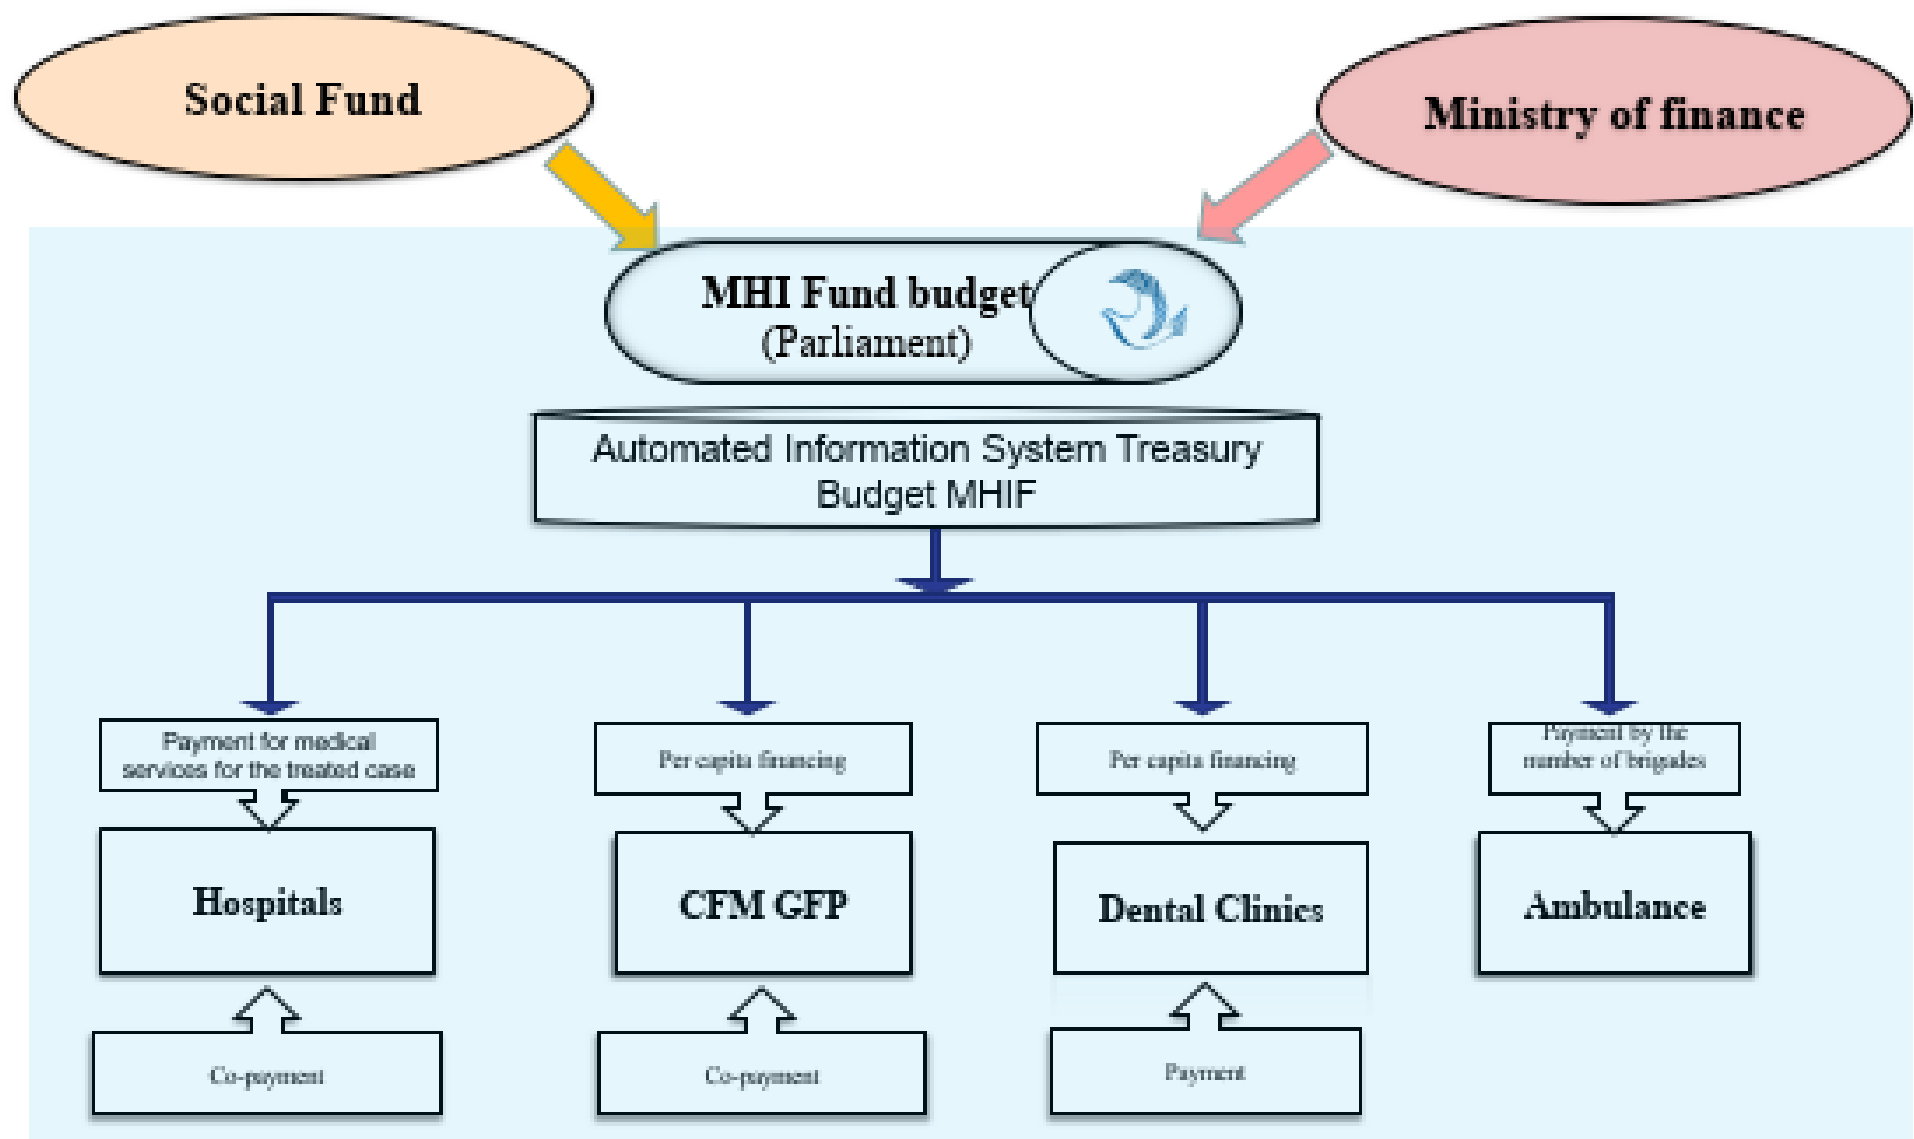 Social Fund
Ministry of finance
MHI Fund budget
(Parliament)
Automated Information System Treasury
Budget MHIF
Payment for medical
services for the treated case
Per capita financing
Per capita financing
Payment by the
number of brigades
Hospitals
CFM GFP
Dental Clinics
Ambulance
Co-payment
Co-payment
Payment